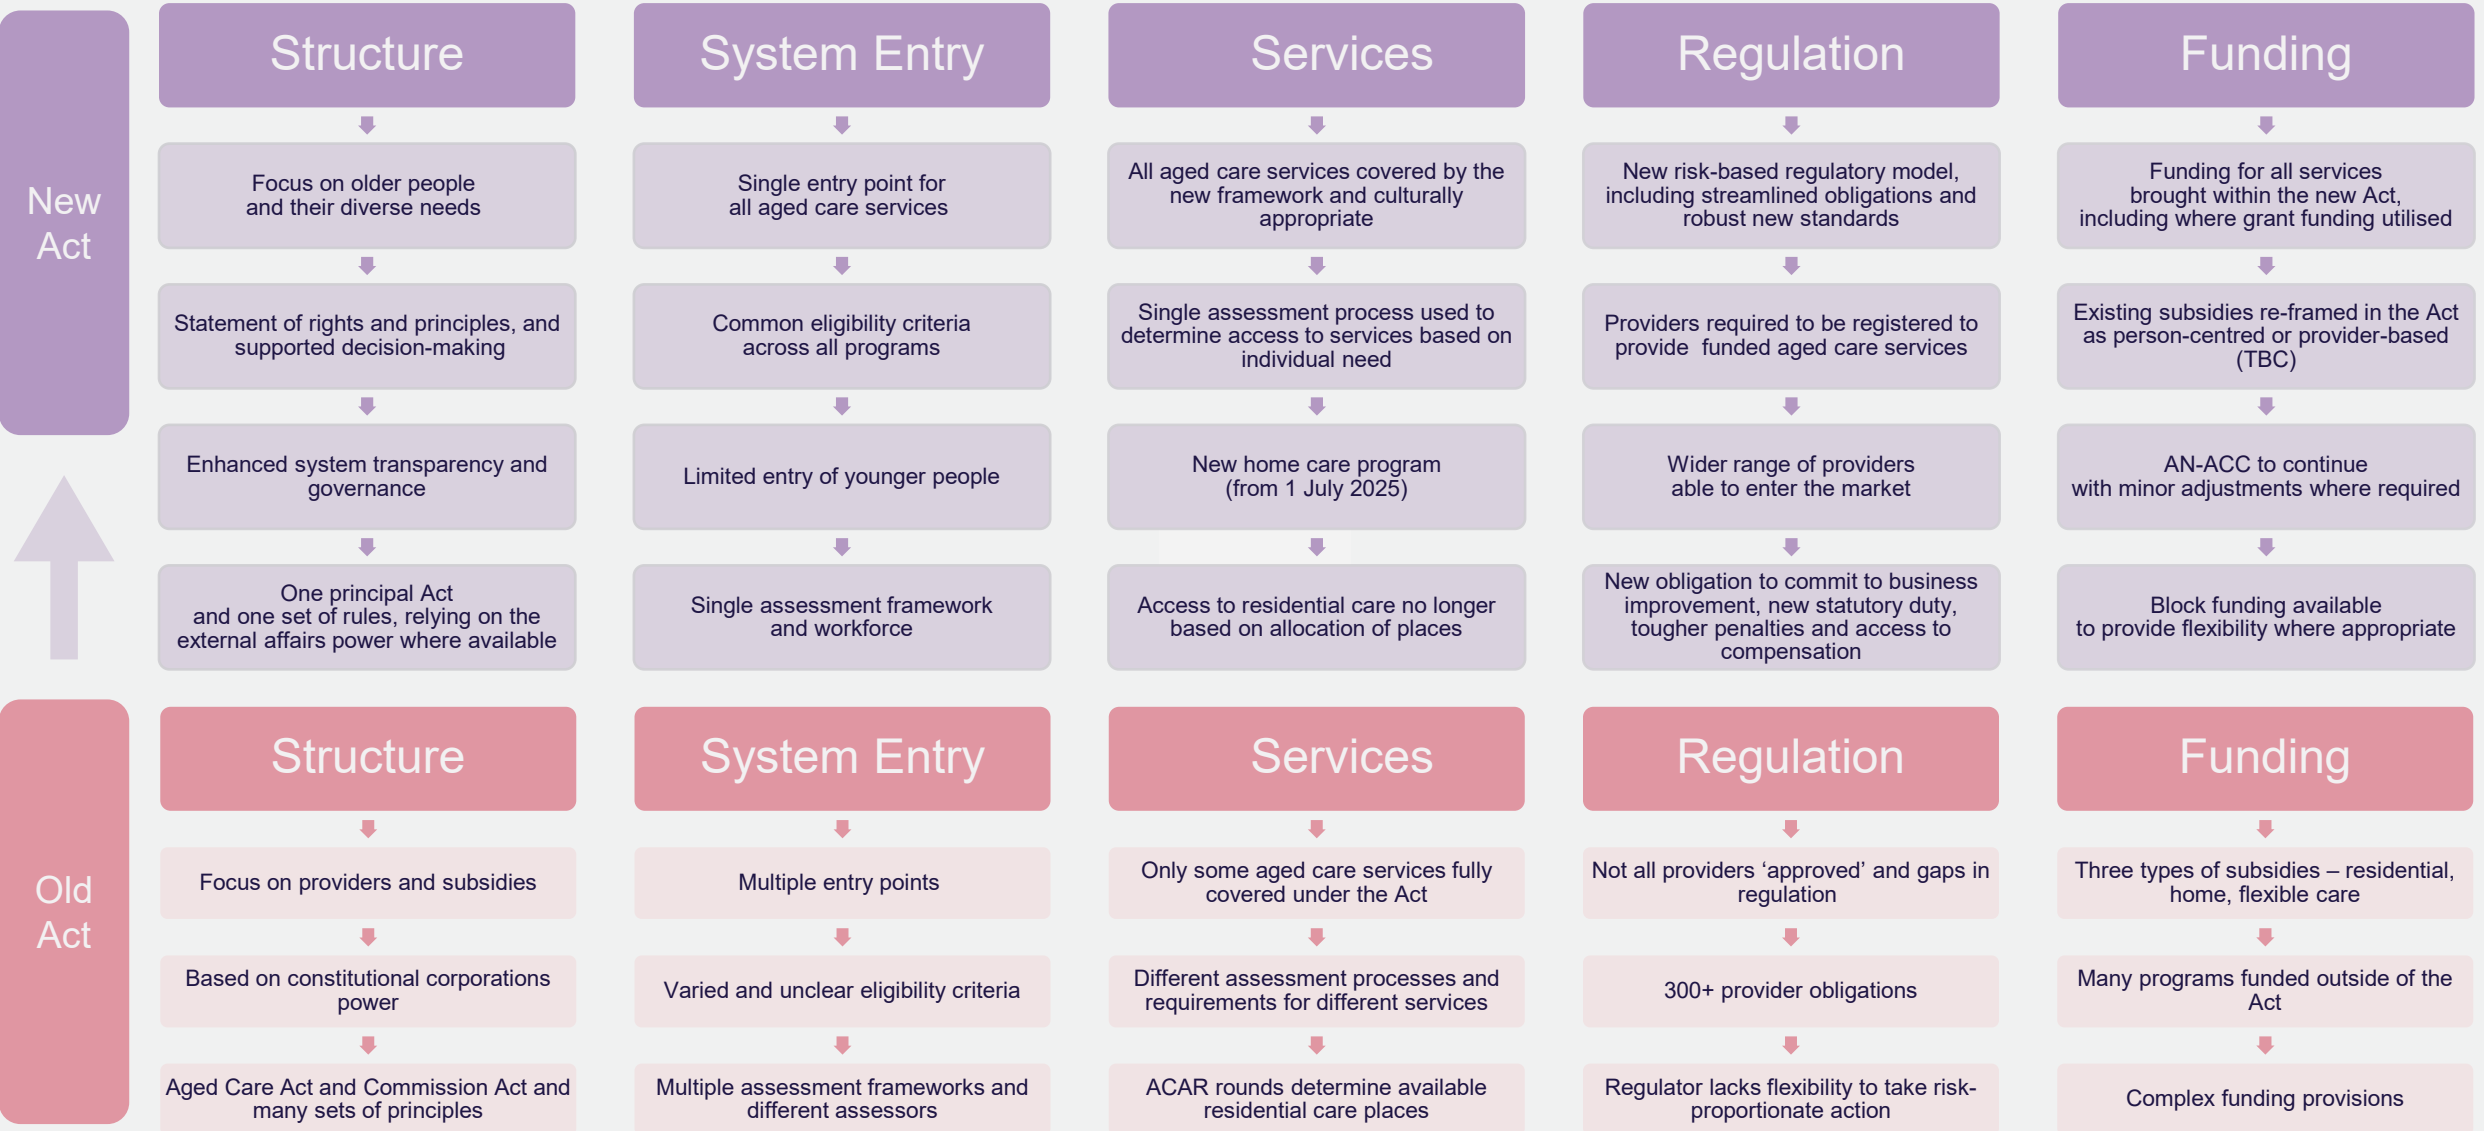 New
Act
Structure
Focus on older people
and their diverse needs
Statement of rights and principles, and
supported decision-making
Enhanced system transparency and
governance
One principal Act
and one set of rules, relying on the
external affairs power where available
System Entry
Single entry point for
all aged care services
Common eligibility criteria
across all programs
Limited entry of younger people
Single assessment framework
and workforce
Services
All aged care services covered by the
new framework and culturally
appropriate
Single assessment process used to
determine access to services based on
individual need
New home care program
(from 1 July 2025)
Access to residential care no longer
based on allocation of places
Regulation
New risk-based regulatory model,
including streamlined obligations and
robust new standards
Providers required to be registered to
provide  funded aged care services
Wider range of providers
able to enter the market
New obligation to commit to business
improvement, new statutory duty,
tougher penalties and access to
compensation
Funding
Funding for all services
brought within the new Act,
including where grant funding utilised
Existing subsidies re-framed in the Act
as person-centred or provider-based
(TBC)
AN-ACC to continue
with minor adjustments where required
Block funding available
to provide flexibility where appropriate
Old
Act
Structure
Focus on providers and subsidies
Based on constitutional corporations
power
Aged Care Act and Commission Act and
many sets of principles
System Entry
Multiple entry points
Varied and unclear eligibility criteria
Multiple assessment frameworks and
different assessors
Services
Only some aged care services fully
covered under the Act
Different assessment processes and
requirements for different services
ACAR rounds determine available
residential care places
Regulation
Not all providers ‘approved’ and gaps in
regulation
300+ provider obligations
Regulator lacks flexibility to take risk-
proportionate action
Funding
Three types of subsidies – residential,
home, flexible care
Many programs funded outside of the
Act
Complex funding provisions